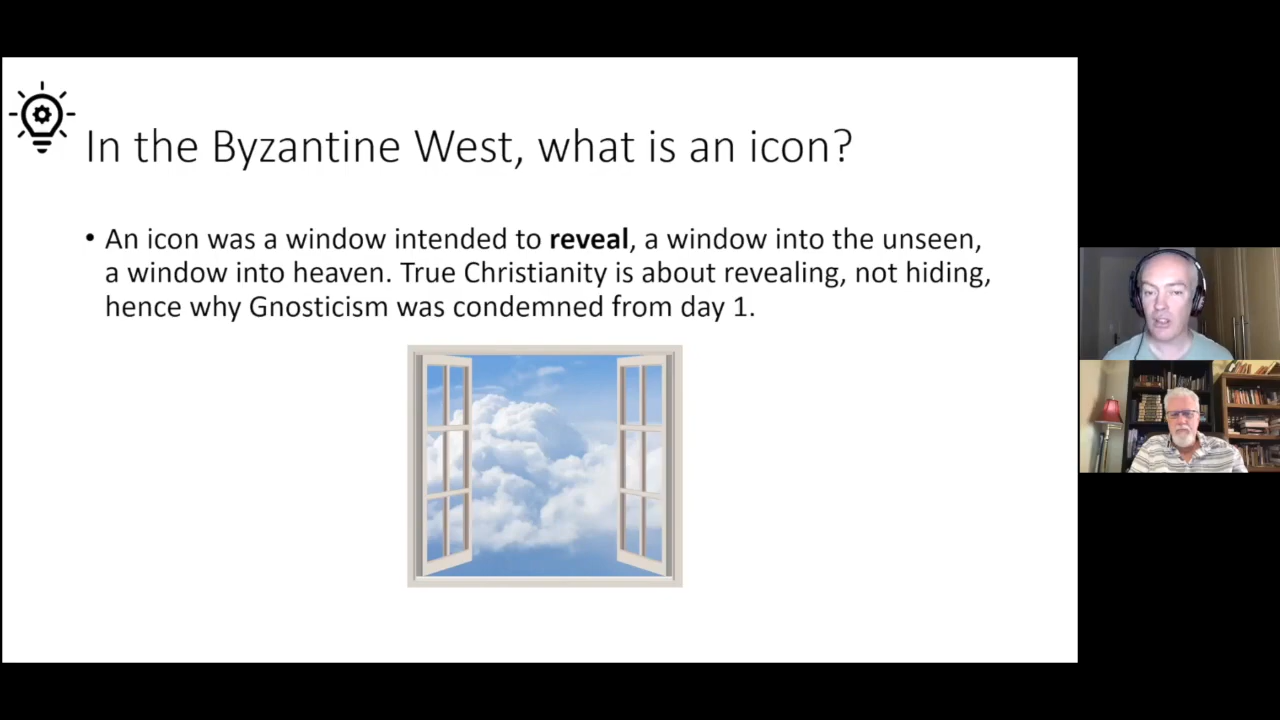 In the Byzantine West, what is an icon?
• An icon was a window intended to reveal, a window into the unseen,
a window into heaven. True Christianity is about revealing, not hiding,
hence why Gnosticism was condemned from day 1.